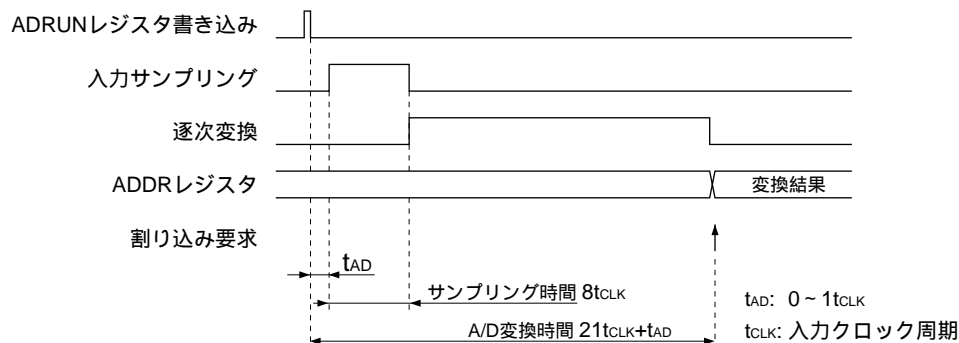 ADRUNレジスタ書き込み
入力サンプリング
逐次変換
ADDRレジスタ
変換結果
割り込み要求
tAD
サンプリング時間 8tCLK
tAD: 0 ~ 1tCLK
A/D変換時間 21tCLK+tAD
tCLK: 入力クロック周期